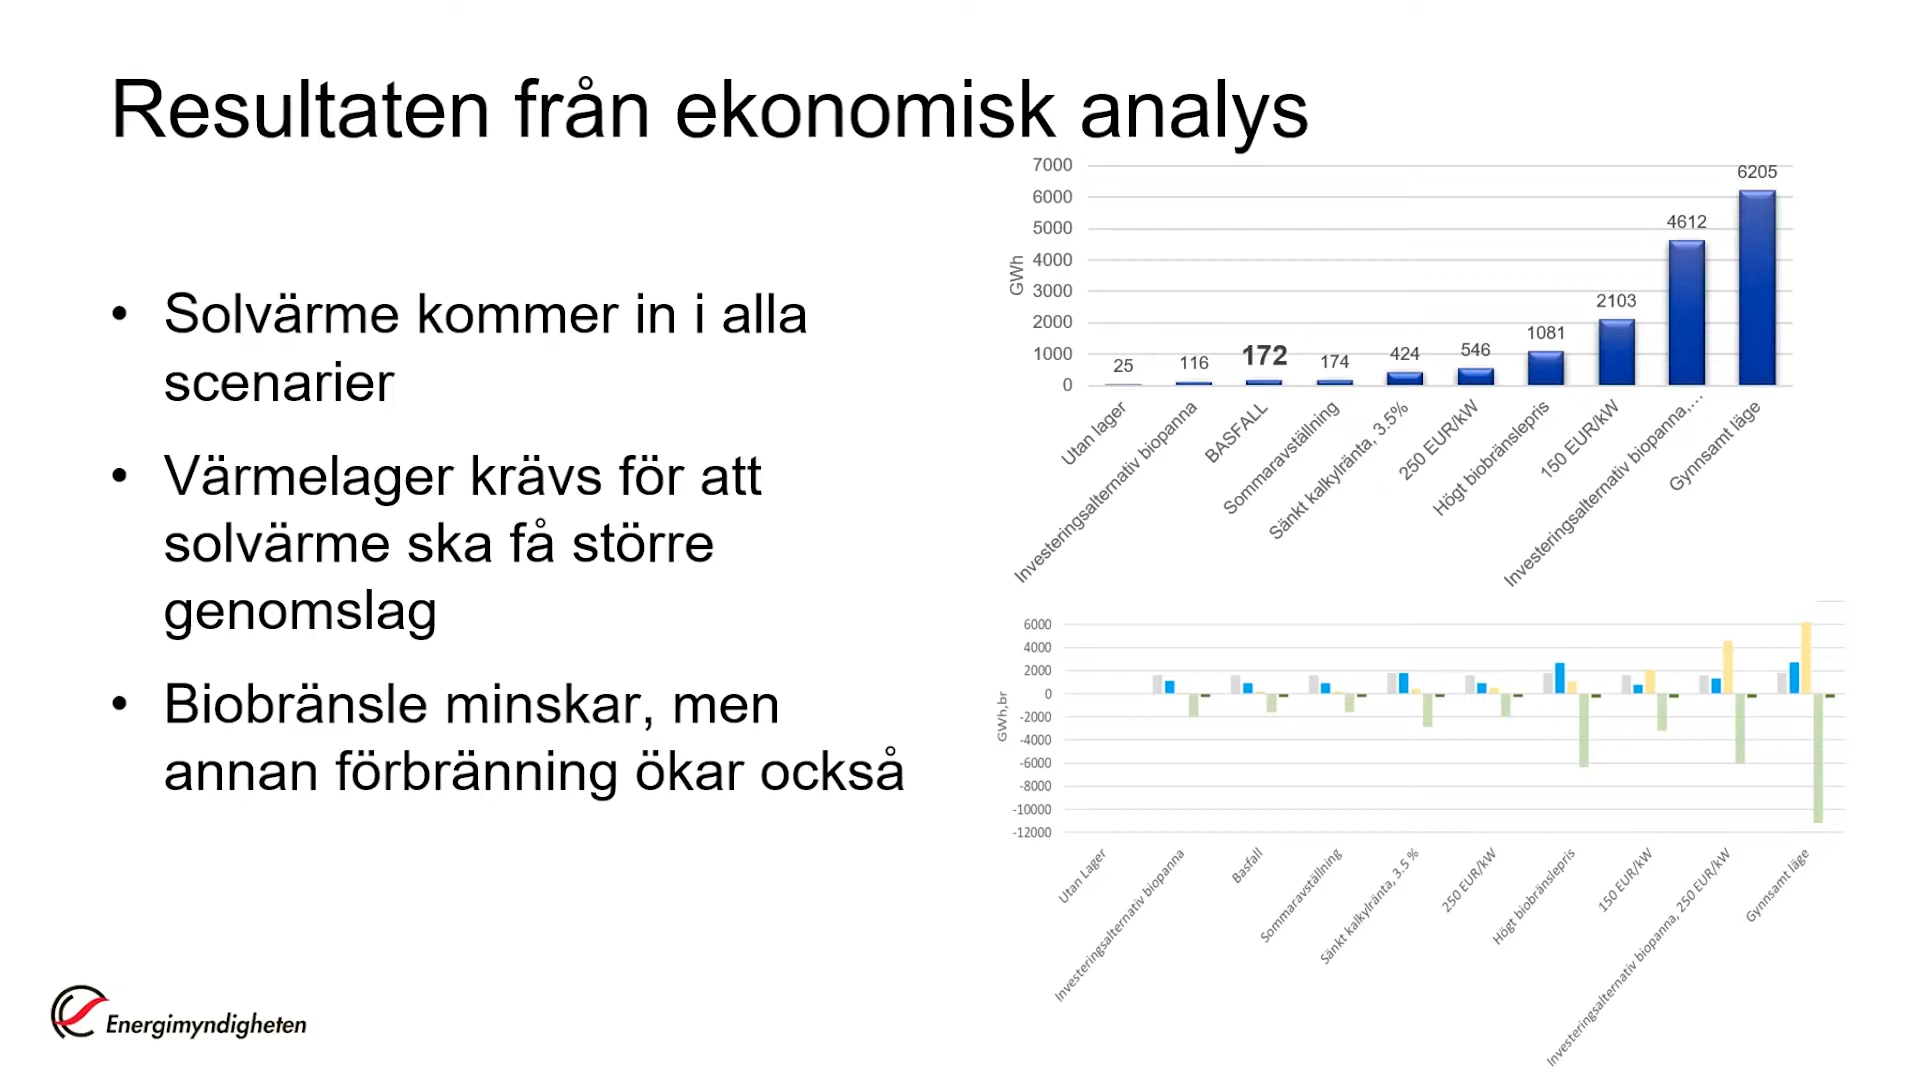 Resultaten från ekonomisk analys
• Solvärme kommer in i alla
scenarier
• Värmelager krävs för att
solvärme ska få större
genomslag
• Biobränsle minskar, men
annan förbränning ökar också
7000
6000
5000
4000
3000
2000
1000
0
GWh
25
116
172
174
424
546
1081
2103
4612
6205
Utan lager
Investeringsalternativ biopanna
BASFALL
Sommaravställning
Sänkt kalkylränta, 3.5%
250 EUR/kW
Högt biobränslepris
150 EUR/kW
Investeringsalternativ biopanna,...
Gynnsamt läge
6000
4000
2000
0
-2000
-4000
-6000
-8000
-10000
-12000
GWh,br
Utan Lager
Investeringsalternativ biopanna
Basfall
Sommaravställning
Sänkt kalkylränta, 3.5 %
250 EUR/kW
Högt biobränslepris
150 EUR/kW
Investeringsalternativ biopanna, 250 EUR/kW
Gynnsamt läge
Energimyndigheten